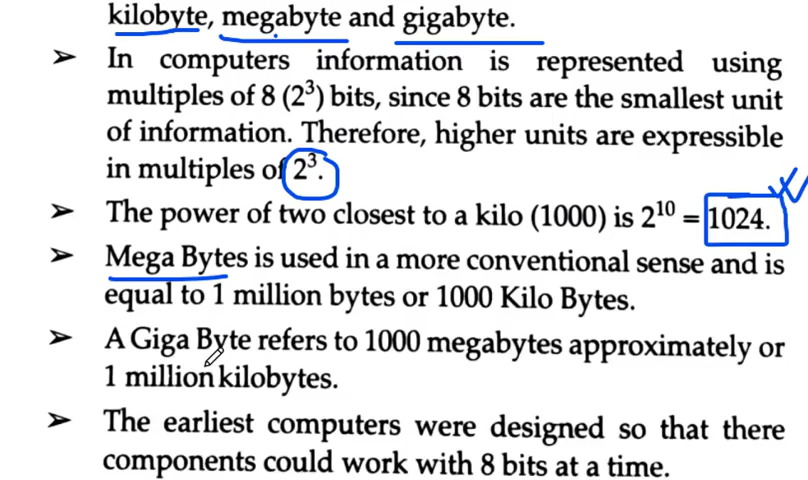 kilobyte, megabyte and gigabyte.
➢ In computers information is represented using
multiples of 8 (2³) bits, since 8 bits are the smallest unit
of information. Therefore, higher units are expressible
in multiples of 2³.
➢ The power of two closest to a kilo (1000) is 2¹⁰ = 1024.
➢ Mega Bytes is used in a more conventional sense and is
equal to 1 million bytes or 1000 Kilo Bytes.
➢ A Giga Byte refers to 1000 megabytes approximately or
1 million kilobytes.
➢ The earliest computers were designed so that there
components could work with 8 bits at a time.